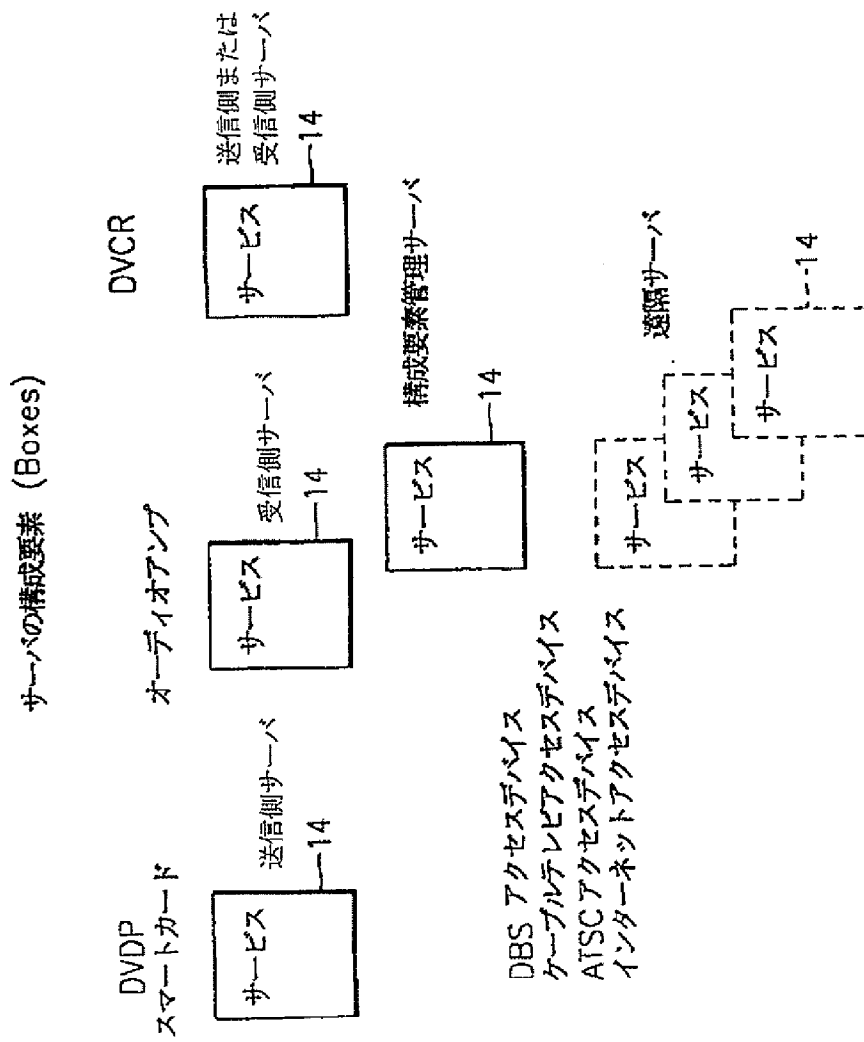 サーバの構成要素 (Boxes)
DVDP
スマートカード
サービス
送信側サーバ
14
オーディオアンプ
サービス
受信側サーバ
14
DVCR
サービス
送信側または
受信側サーバ
14
サービス
構成要素管理サーバ
14
DBS アクセスデバイス
ケーブルテレビアクセスデバイス
ATSCアクセスデバイス
インターネットアクセスデバイス
サービス
サービス
サービス
遠隔サーバ
14